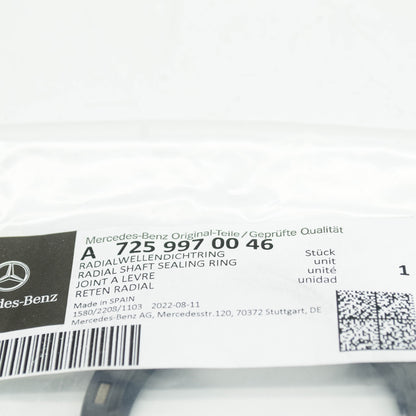 Mercedes-Benz Original-Teile/Geprüfte Qualität
A 725 997 00 46
RADIALWELLENDICHTRING
RADIAL SHAFT SEALING RING
JOINT A LEVRE
RETEN RADIAL
Stück
unit
unité
unidad
1
Made in SPAIN
1580/2208/1103 2022-08-11
Mercedes-Benz AG, Mercedesstr.120, 70372 Stuttgart, DE
des-Benz